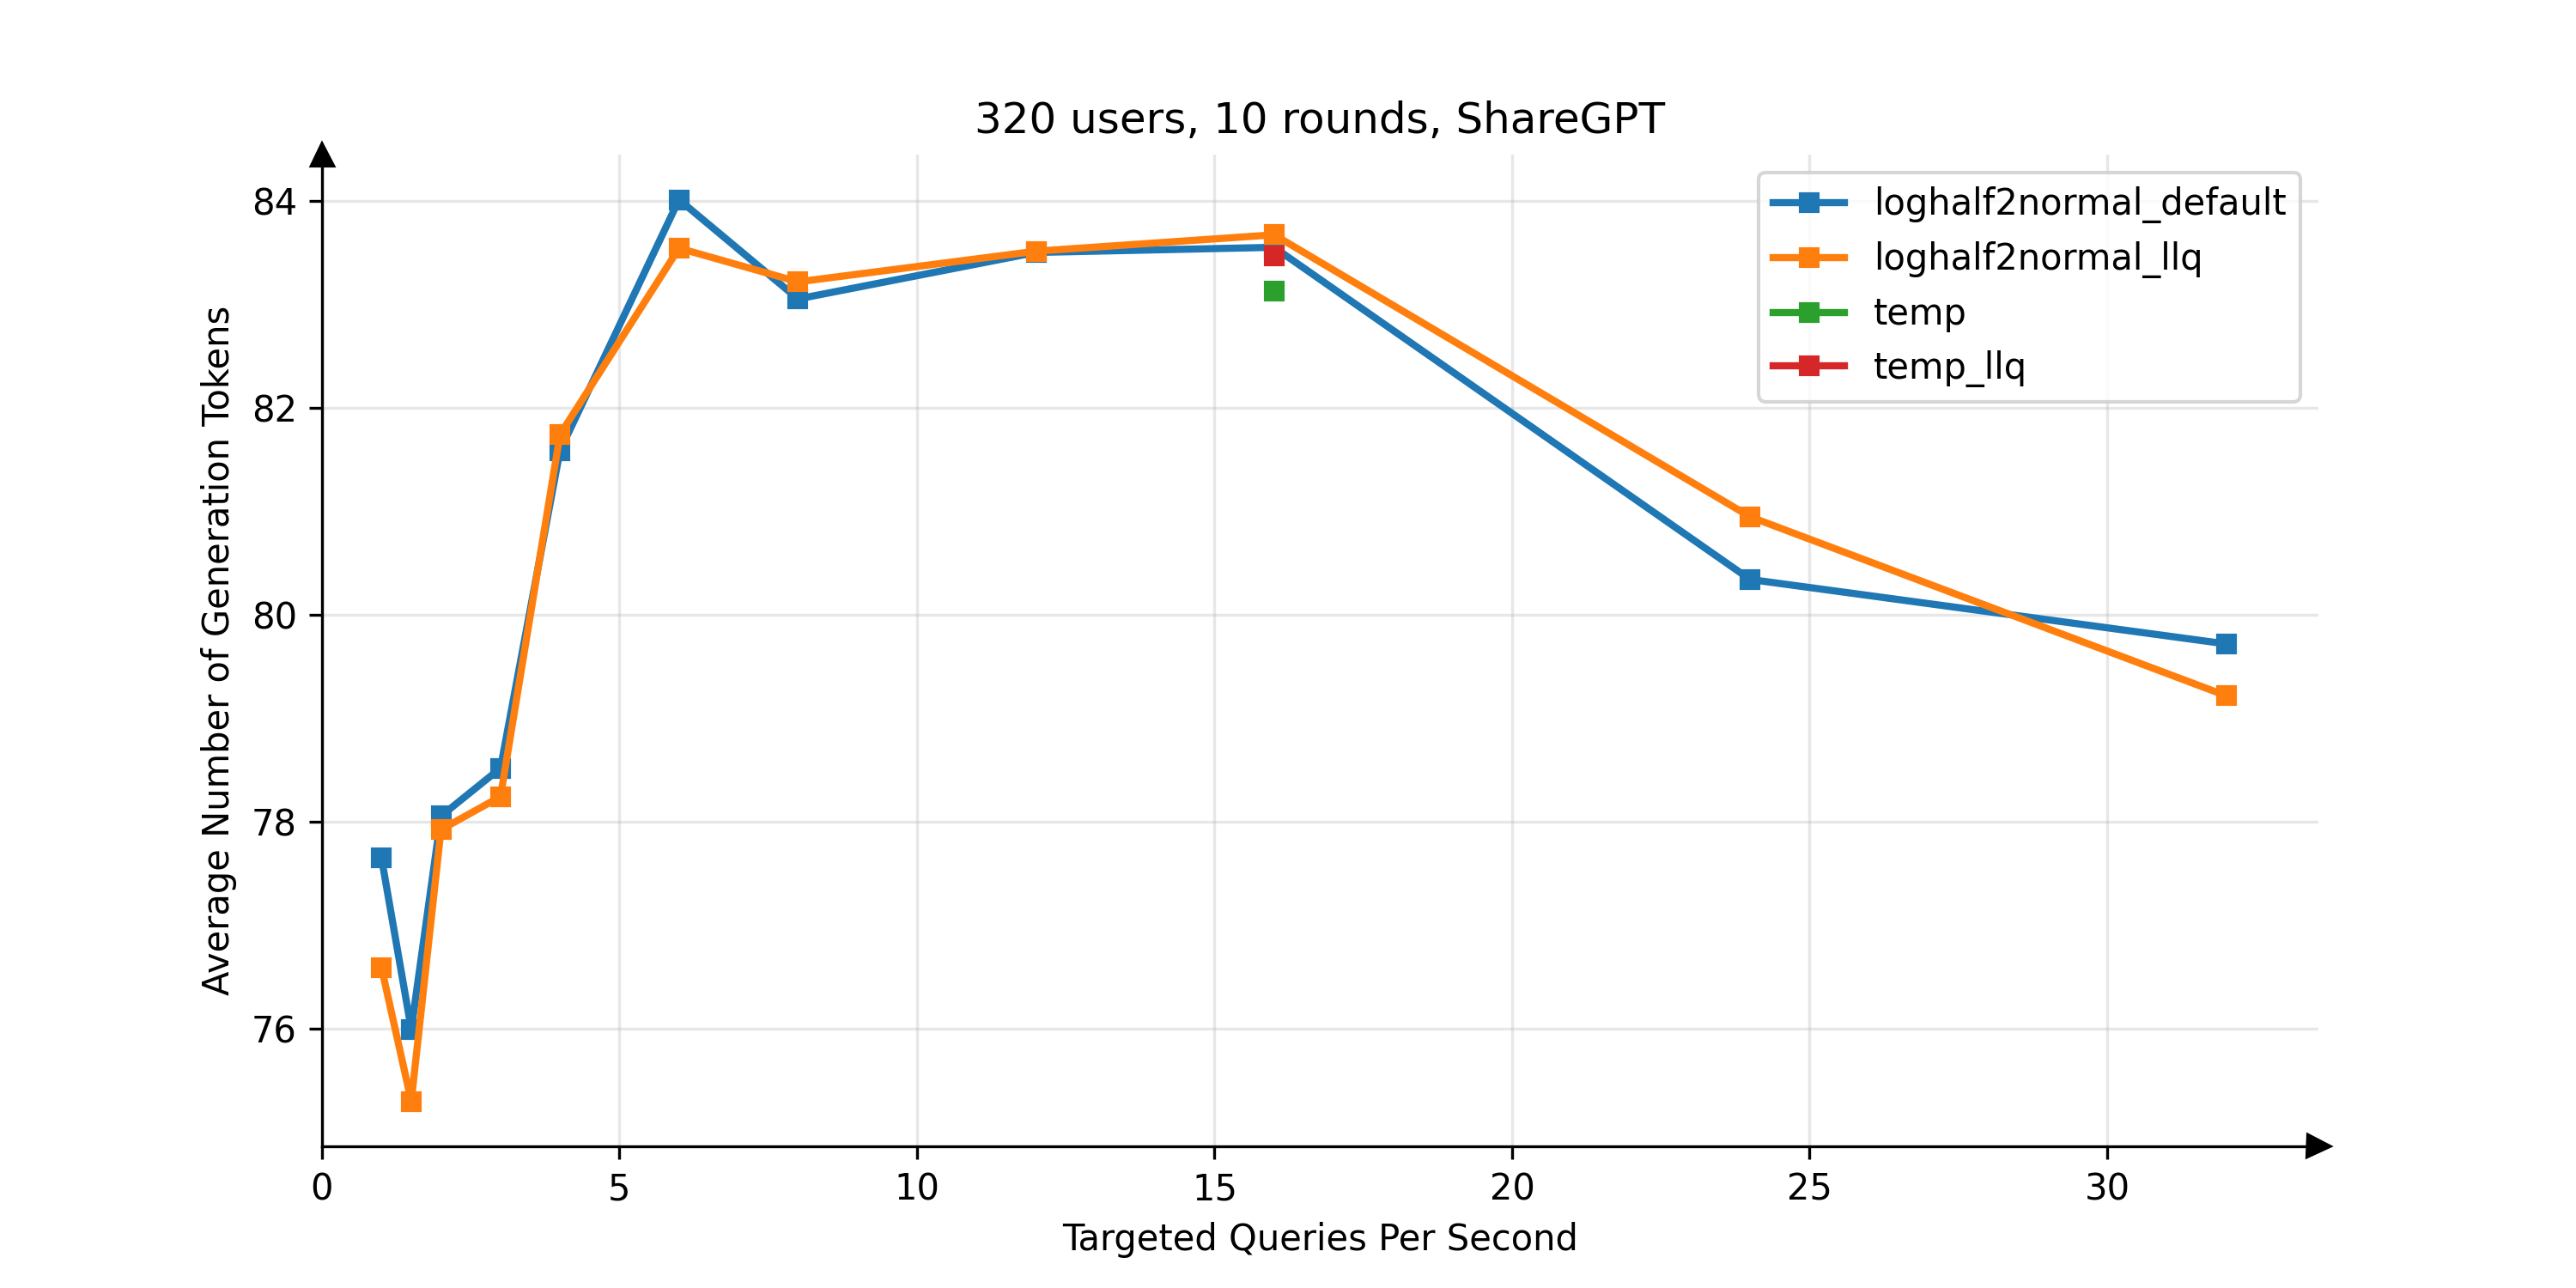 320 users, 10 rounds, ShareGPT
84
82
80
78
76
Average Number of Generation Tokens
loghalf2normal_default
loghalf2normal_llq
temp
temp_llq
0 5 10 15 20 25 30
Targeted Queries Per Second